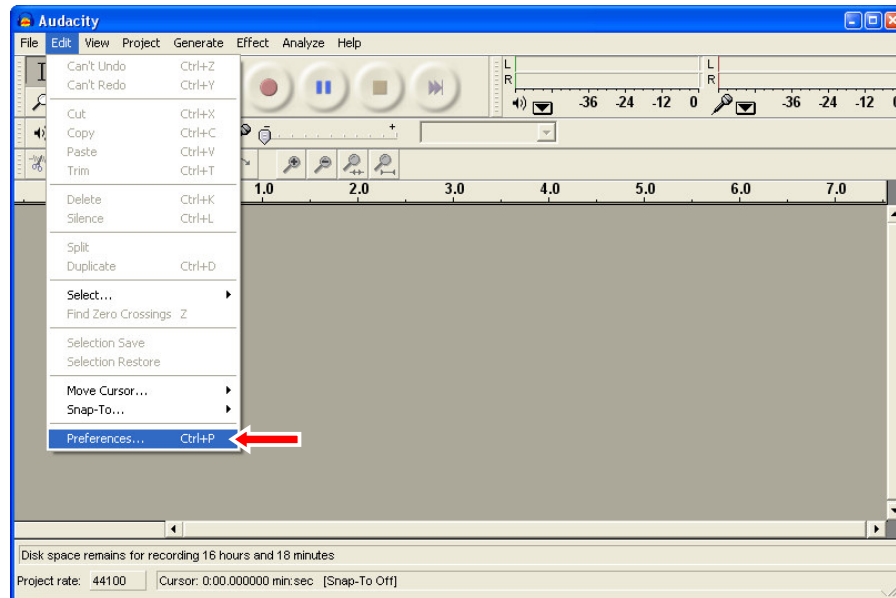 Audacity
File Edit View Project Generate Effect Analyze Help
Can't Undo Ctrl+Z
Can't Redo Ctrl+Y
Cut Ctrl+X
Copy Ctrl+C
Paste Ctrl+V
Trim Ctrl+T
Delete Ctrl+K
Silence Ctrl+L
Split
Duplicate Ctrl+D
Select...
Find Zero Crossings Z
Selection Save
Selection Restore
Move Cursor...
Snap-To...
Preferences... Ctrl+P
L L
R R
-36 -24 -12 0 -36 -24 -12 0
+
1.0 2.0 3.0 4.0 5.0 6.0 7.0
Disk space remains for recording 16 hours and 18 minutes
Project rate: 44100 Cursor: 0:00.000000 min:sec [Snap-To Off]